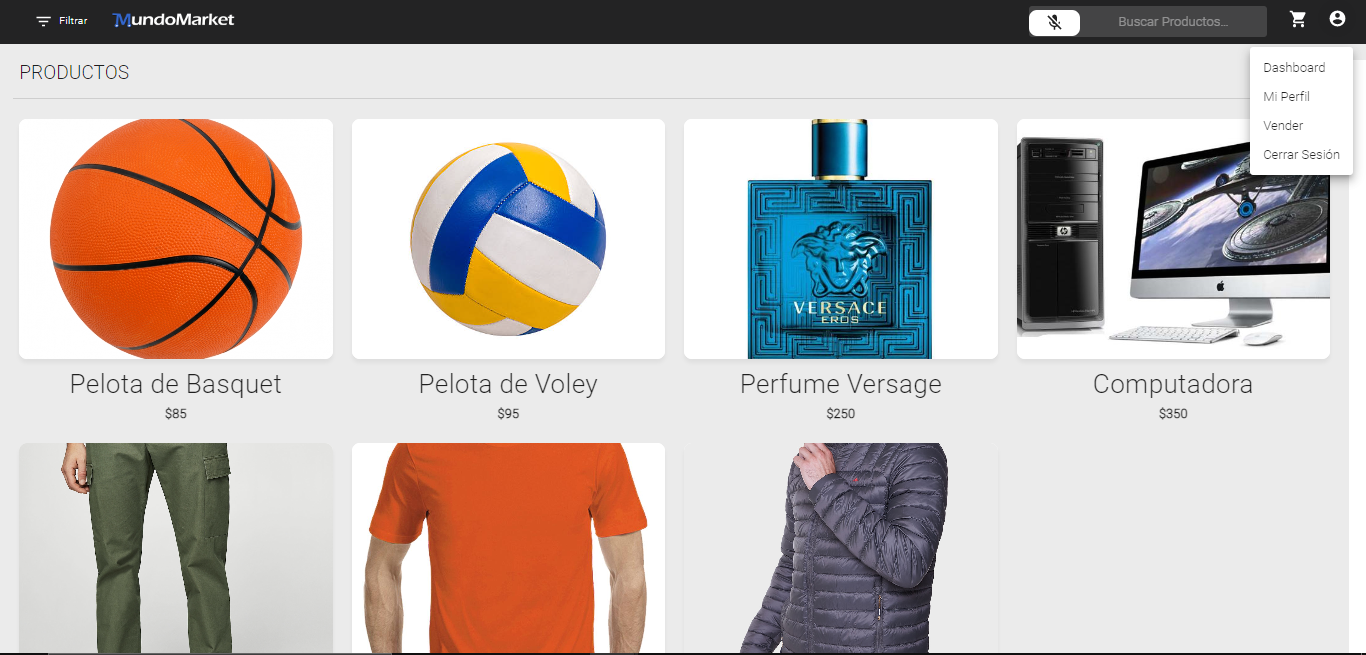 Filtrar
MundoMarket
Buscar Productos...
PRODUCTOS
Dashboard
Mi Perfil
Vender
Cerrar Sesión
VERSACE
EROS
hp
Pelota de Basquet
$85
Pelota de Voley
$95
Perfume Versage
$250
Computadora
$350